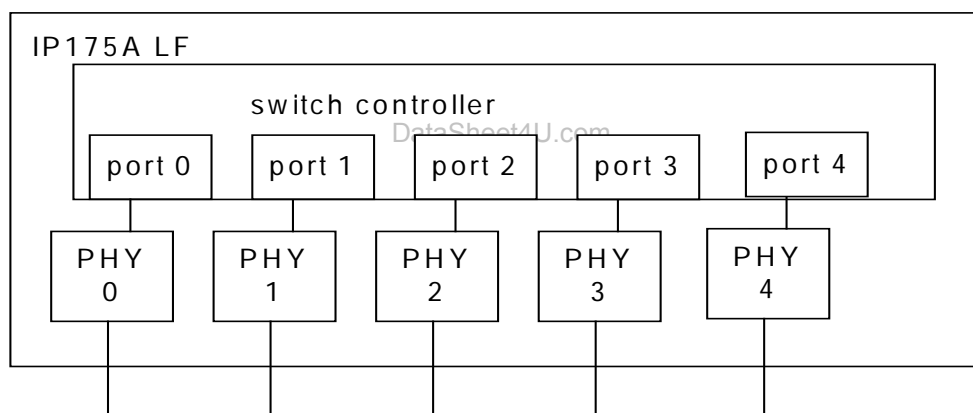 IP175A LF
switch controller
DataSheet4U.com
port 0
port 1
port 2
port 3
port 4
PHY
0
PHY
1
PHY
2
PHY
3
PHY
4